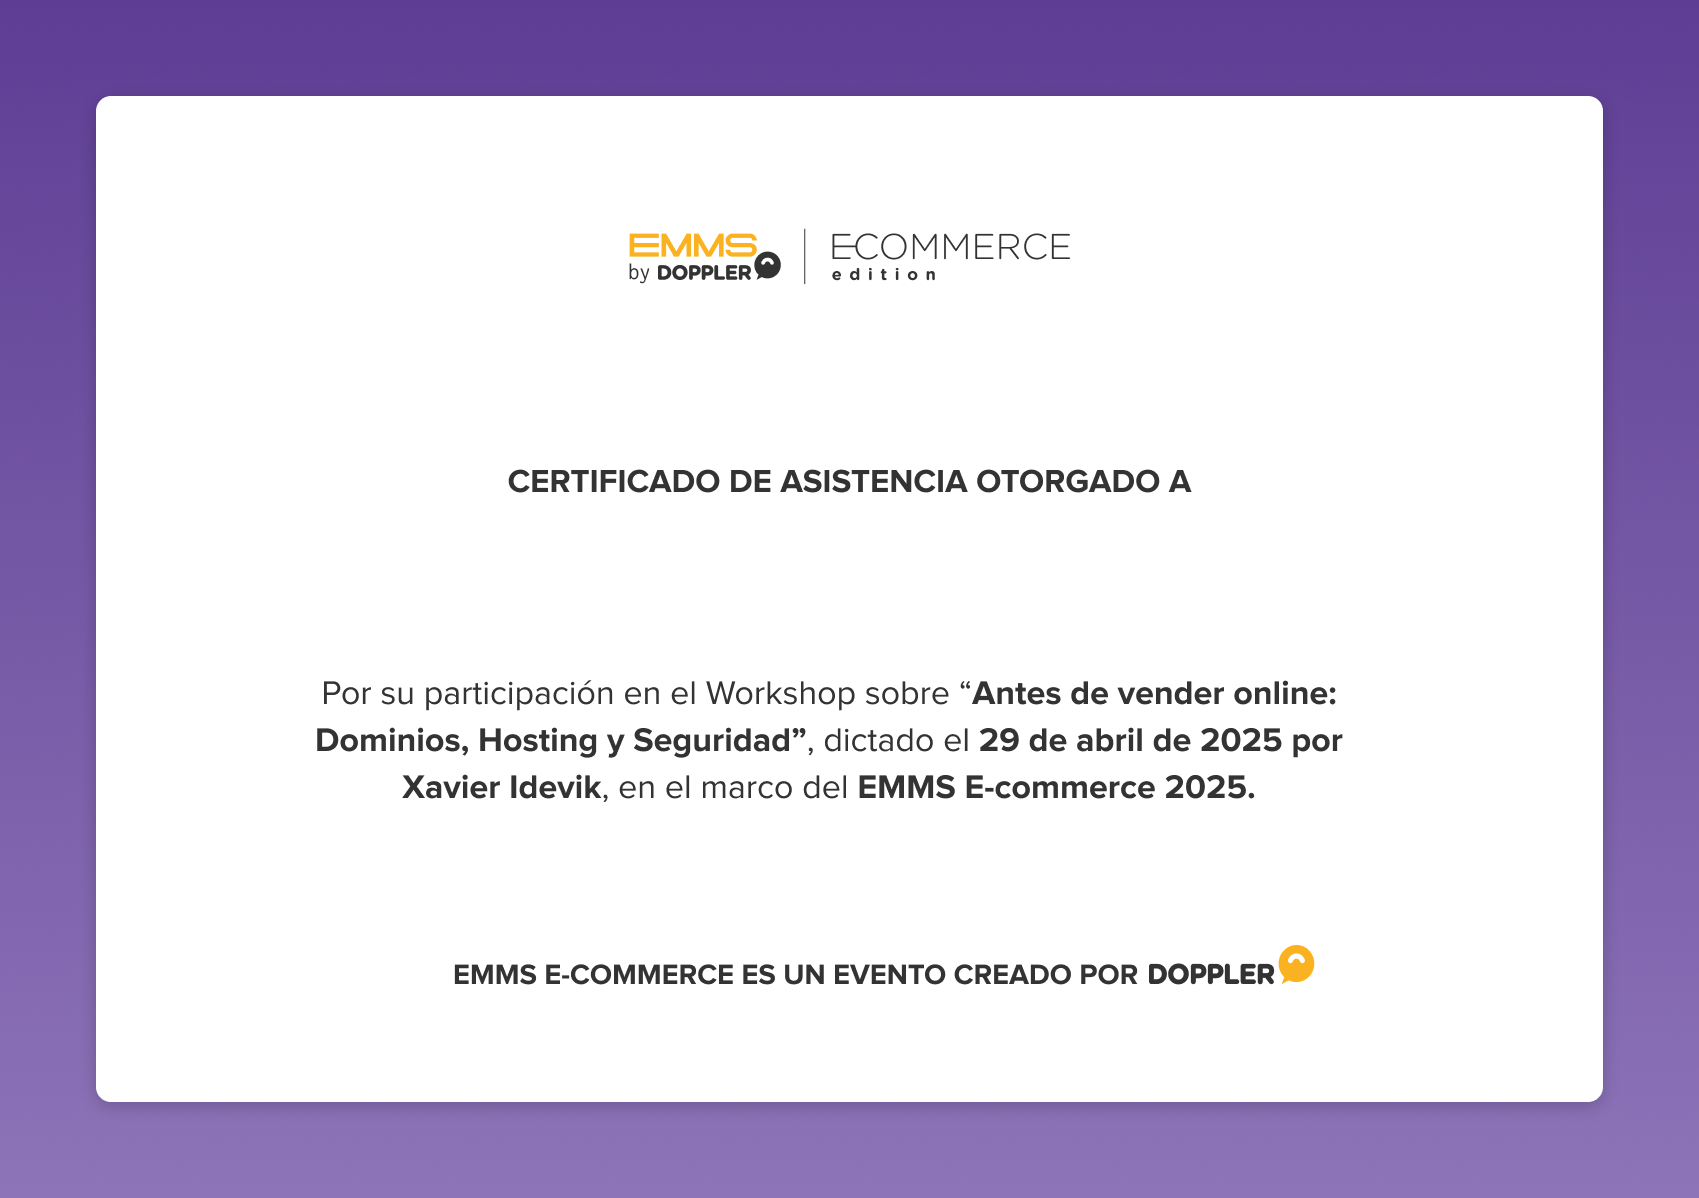 EMMS
by DOPPLER
ECOMMERCE
edition
CERTIFICADO DE ASISTENCIA OTORGADO A
Por su participación en el Workshop sobre “Antes de vender online:
Dominios, Hosting y Seguridad”, dictado el 29 de abril de 2025 por
Xavier Idevik, en el marco del EMMS E-commerce 2025.
EMMS E-COMMERCE ES UN EVENTO CREADO POR DOPPLER